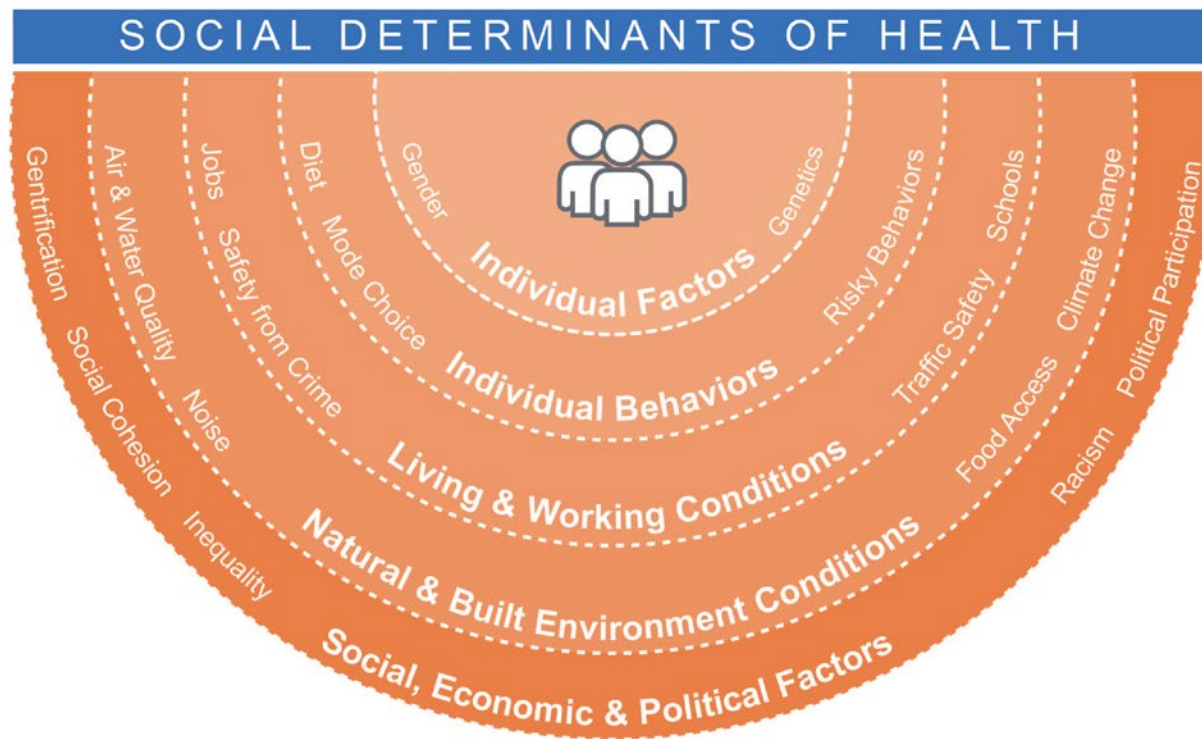 SOCIAL DETERMINANTS OF HEALTH
Gender
Genetics
Individual Factors
Diet
Mode Choice
Risky Behaviors
Individual Behaviors
Jobs
Safety from Crime
Traffic Safety
Schools
Living & Working Conditions
Air & Water Quality
Noise
Food Access
Climate Change
Natural & Built Environment Conditions
Gentrification
Social Cohesion
Inequality
Racism
Political Participation
Social, Economic & Political Factors